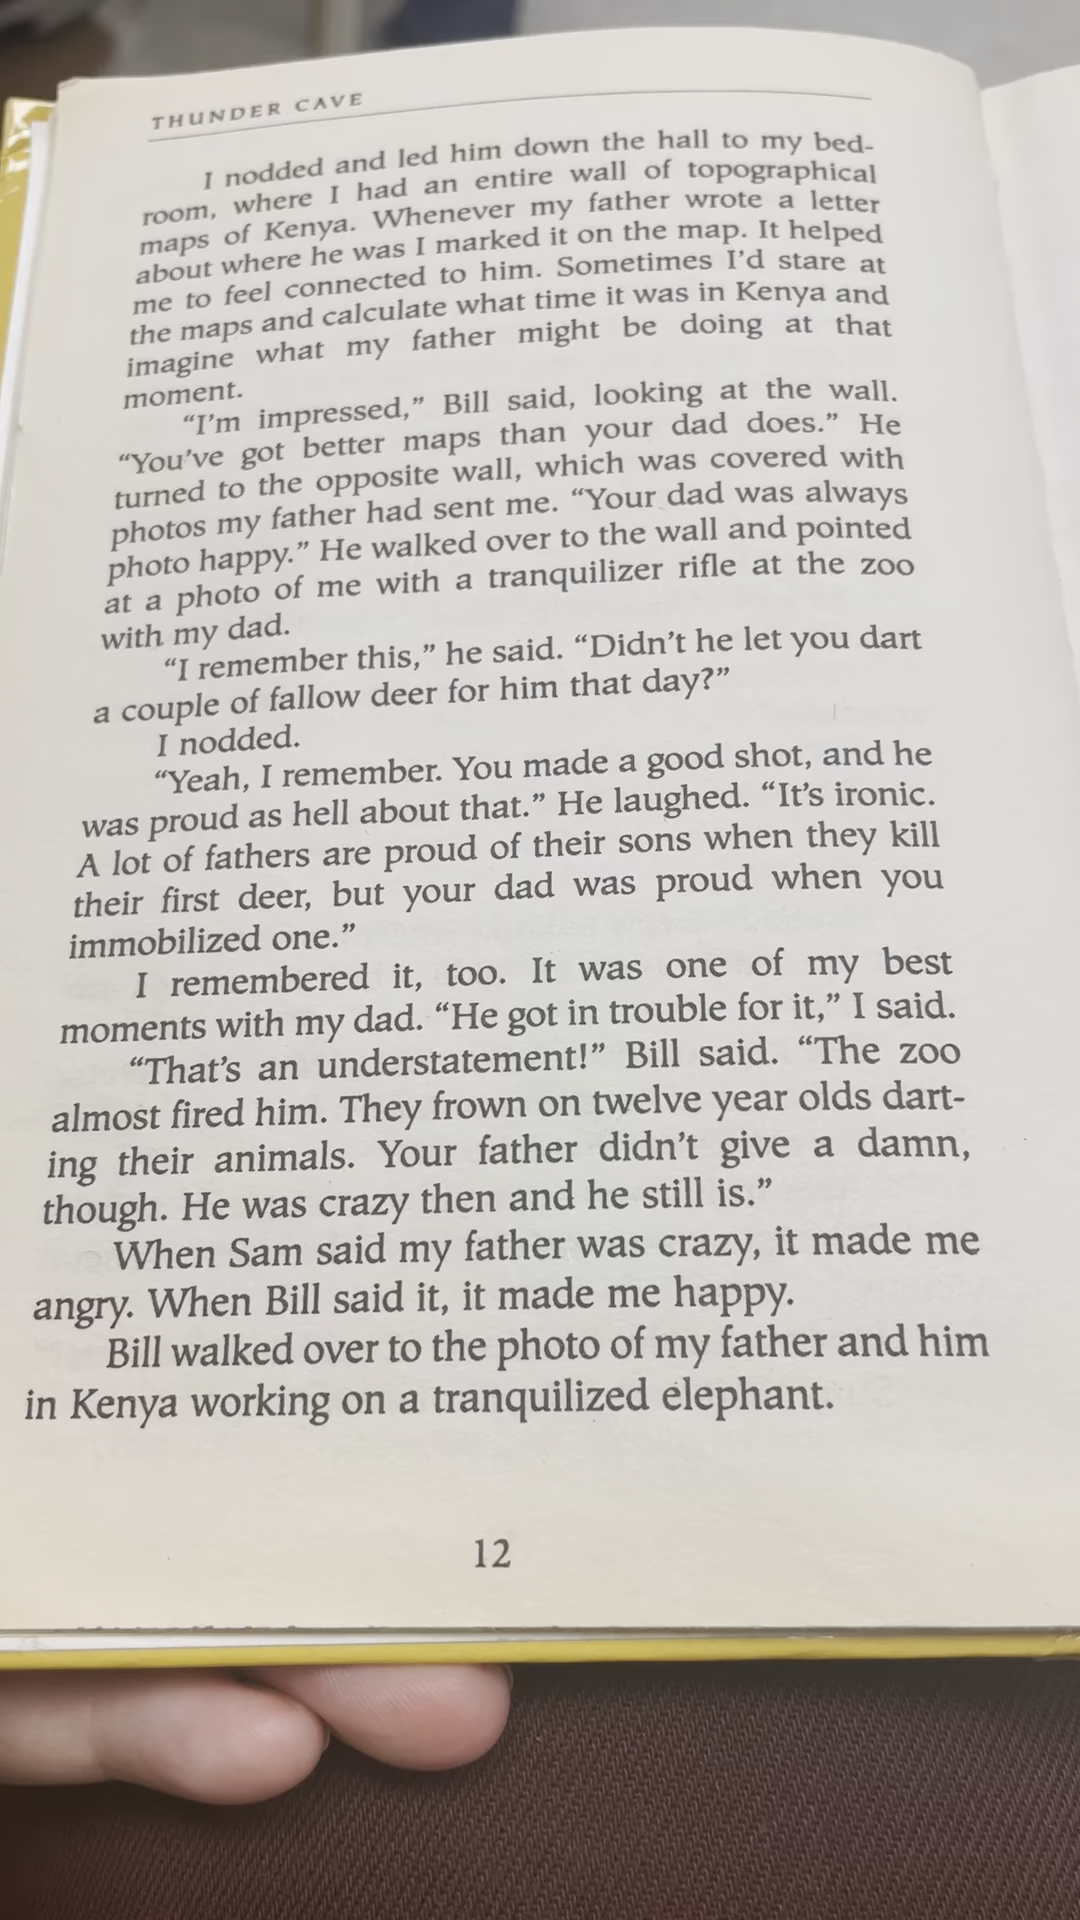 THUNDER CAVE
I nodded and led him down the hall to my bed-
room, where I had an entire wall of topographical
maps of Kenya. Whenever my father wrote a letter
about where he was I marked it on the map. It helped
me to feel connected to him. Sometimes I'd stare at
the maps and calculate what time it was in Kenya and
imagine what my father might be doing at that
moment.
“I'm impressed,” Bill said, looking at the wall.
“You've got better maps than your dad does.” He
turned to the opposite wall, which was covered with
photos my father had sent me. “Your dad was always
photo happy.” He walked over to the wall and pointed
at a photo of me with a tranquilizer rifle at the zoo
with my dad.
“I remember this,” he said. “Didn't he let you dart
a couple of fallow deer for him that day?”
I nodded.
“Yeah, I remember. You made a good shot, and he
was proud as hell about that.” He laughed. “It's ironic.
A lot of fathers are proud of their sons when they kill
their first deer, but your dad was proud when you
immobilized one.”
I remembered it, too. It was one of my best
moments with my dad. “He got in trouble for it,” I said.
“That's an understatement!” Bill said. “The zoo
almost fired him. They frown on twelve year olds dart-
ing their animals. Your father didn't give a damn,
though. He was crazy then and he still is.”
When Sam said my father was crazy, it made me
angry. When Bill said it, it made me happy.
Bill walked over to the photo of my father and him
in Kenya working on a tranquilized elephant.
12